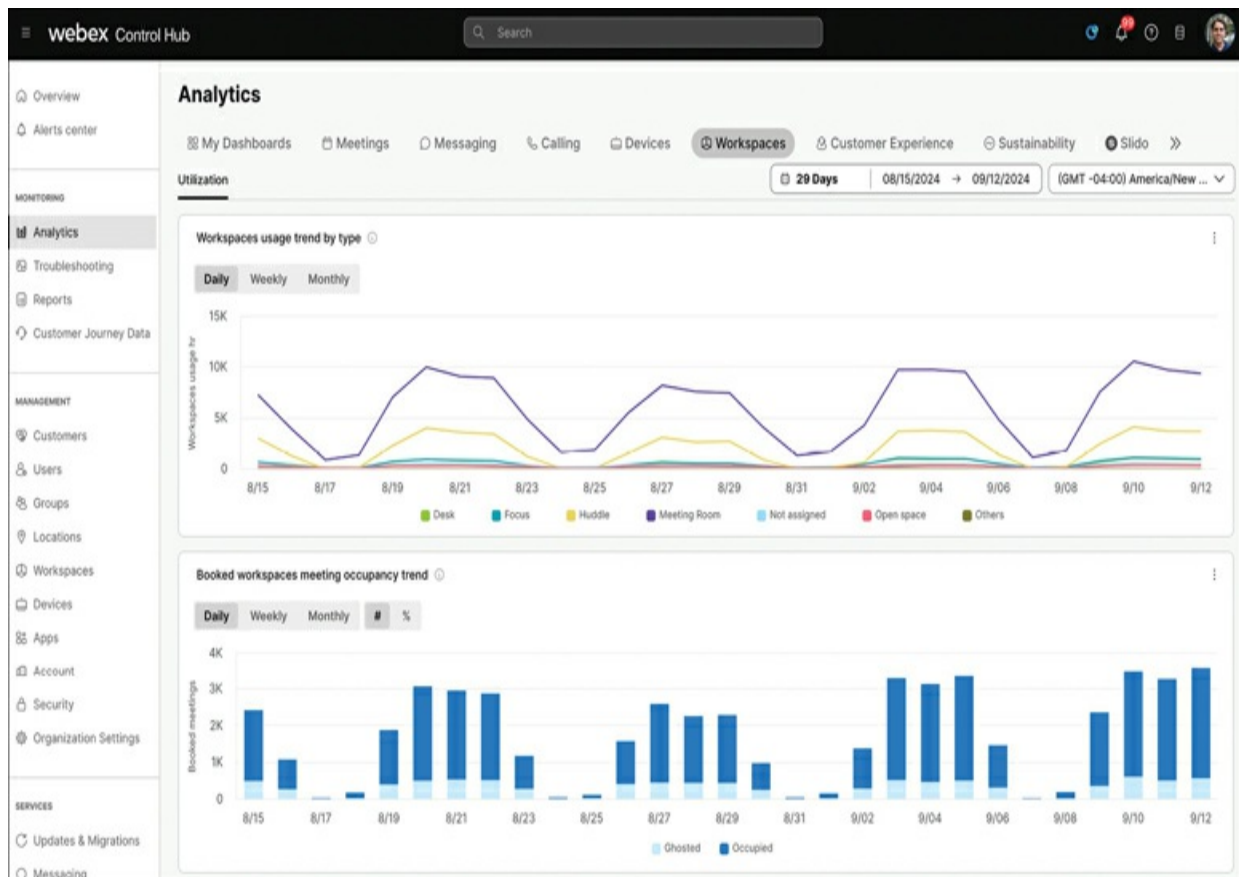 webex Control Hub
Search
99
Overview
Alerts center
MONITORING
Analytics
Troubleshooting
Reports
Customer Journey Data
MANAGEMENT
Customers
Users
Groups
Locations
Workspaces
Devices
Apps
Account
Security
Organization Settings
SERVICES
Updates & Migrations
Messaging
Analytics
My Dashboards Meetings Messaging Calling Devices Workspaces Customer Experience Sustainability Slido
Utilization
29 Days 08/15/2024 → 09/12/2024 (GMT -04:00) America/New ...
Workspaces usage trend by type
Daily Weekly Monthly
Workspaces usage hr
15K
10K
5K
0
8/15 8/17 8/19 8/21 8/23 8/25 8/27 8/29 8/31 9/02 9/04 9/06 9/08 9/10 9/12
Desk Focus Huddle Meeting Room Not assigned Open space Others
Booked workspaces meeting occupancy trend
Daily Weekly Monthly # %
Booked meetings
4K
3K
2K
1K
0
8/15 8/17 8/19 8/21 8/23 8/25 8/27 8/29 8/31 9/02 9/04 9/06 9/08 9/10 9/12
Ghosted Occupied